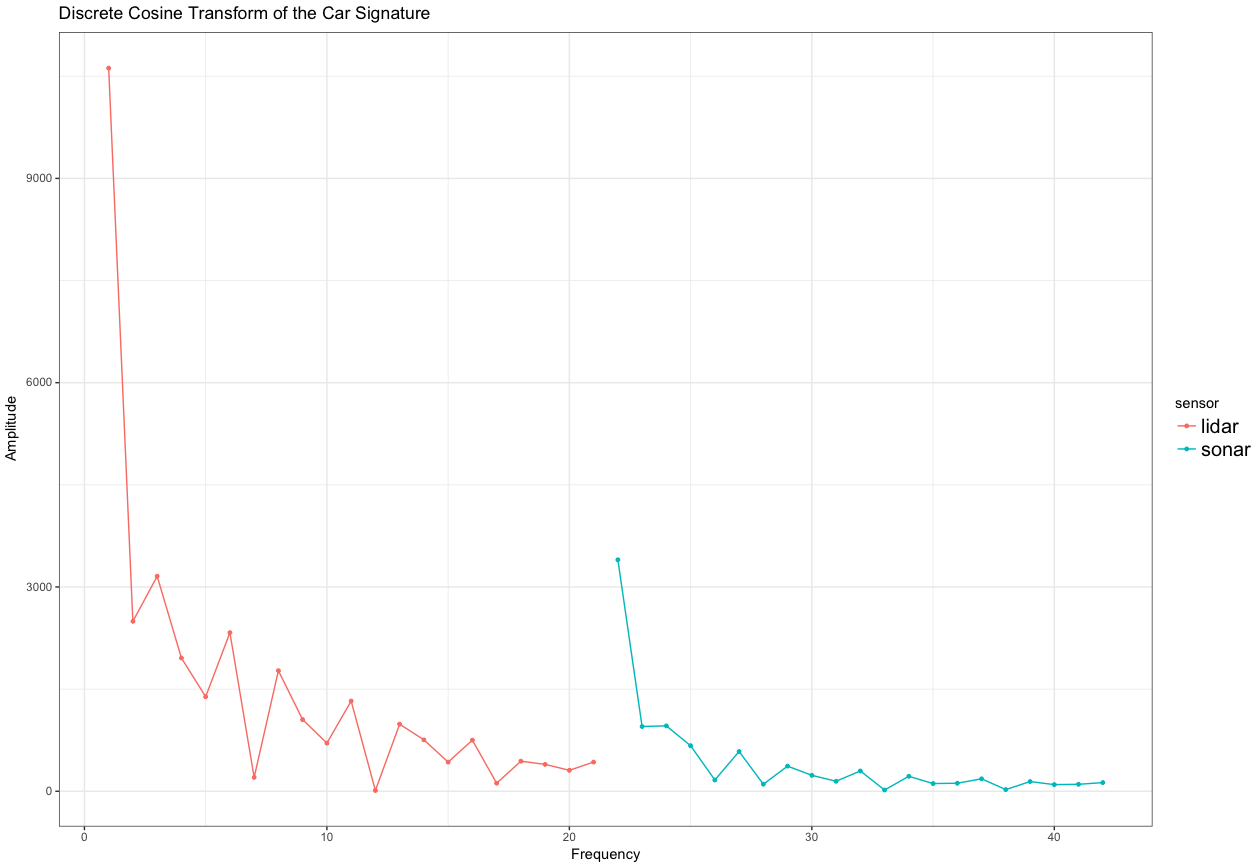 Discrete Cosine Transform of the Car Signature
Amplitude
9000
6000
3000
0
0 10 20 30 40
Frequency
sensor
lidar
sonar